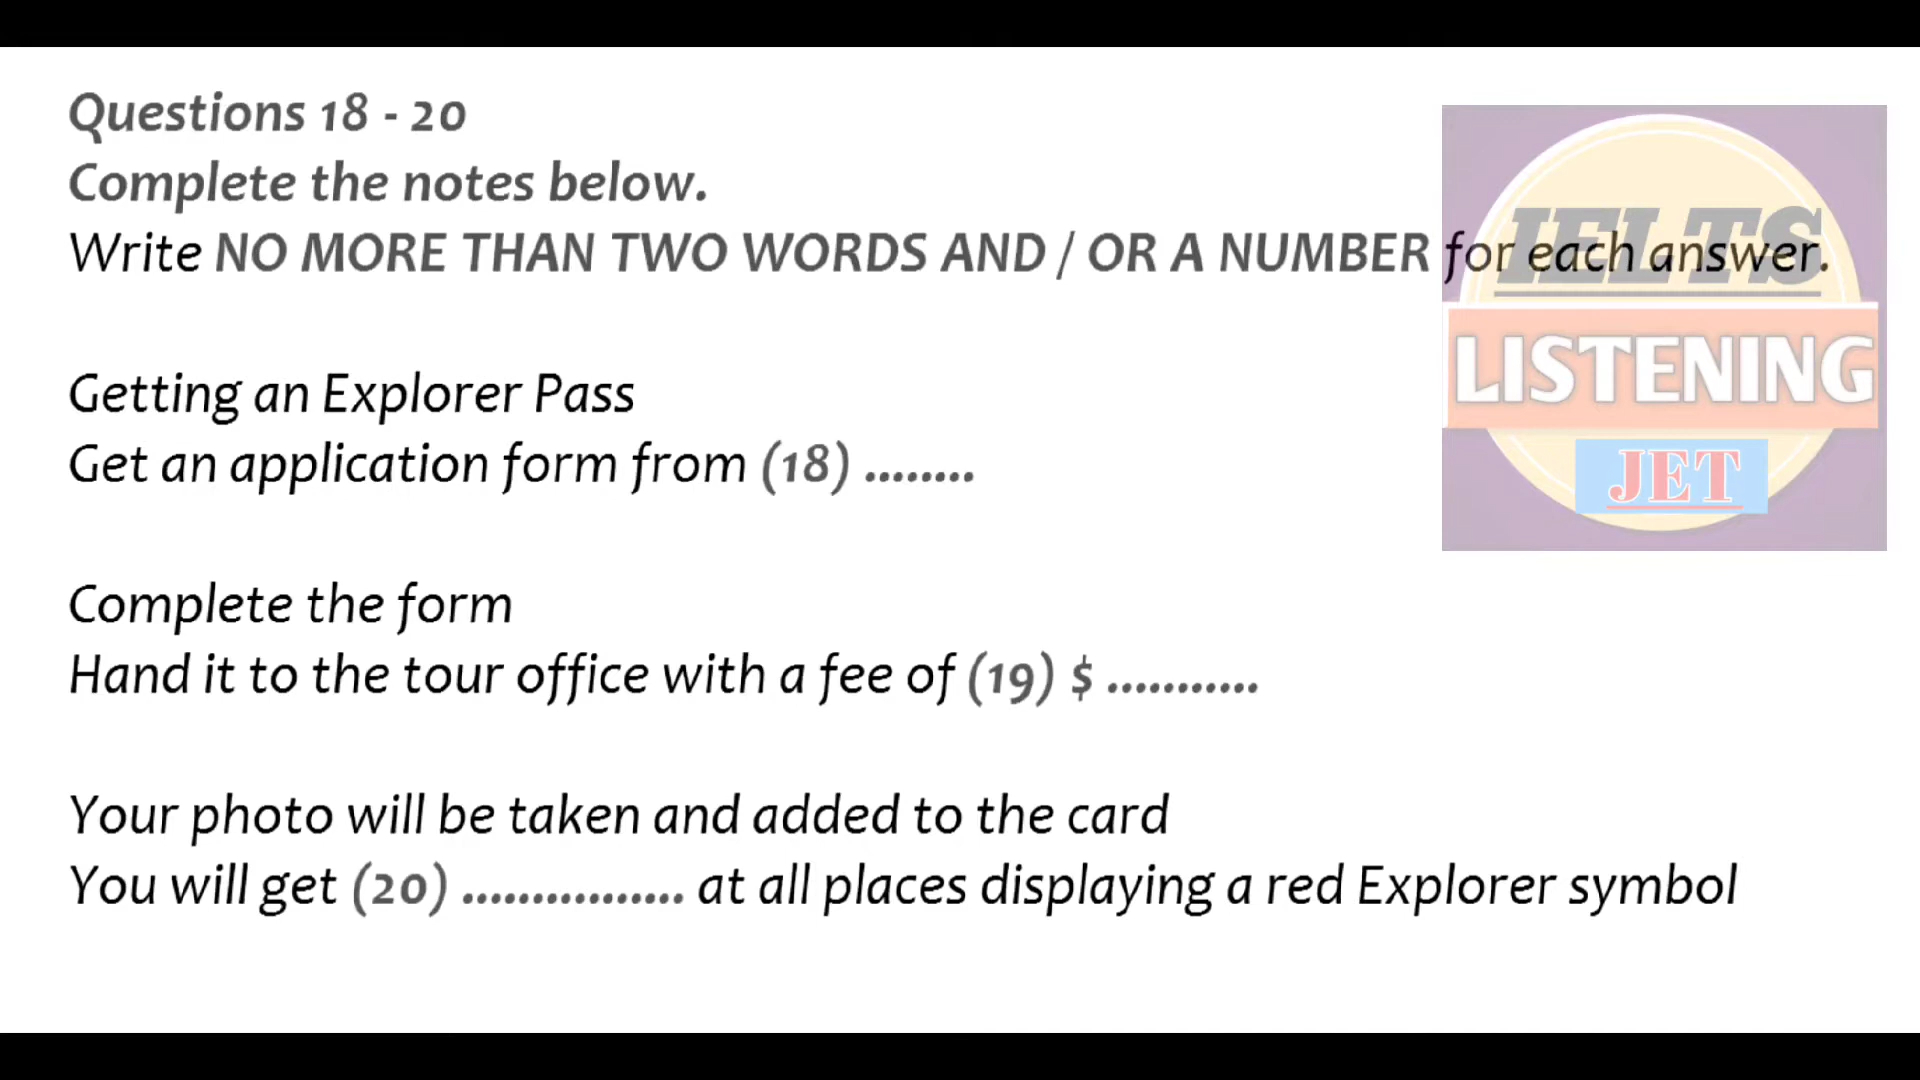 Questions 18 - 20
Complete the notes below.
Write NO MORE THAN TWO WORDS AND / OR A NUMBER for each answer.
Getting an Explorer Pass
Get an application form from (18) ........
Complete the form
Hand it to the tour office with a fee of (19) $ ...........
Your photo will be taken and added to the card
You will get (20) ................ at all places displaying a red Explorer symbol
IELTS
LISTENING
JET